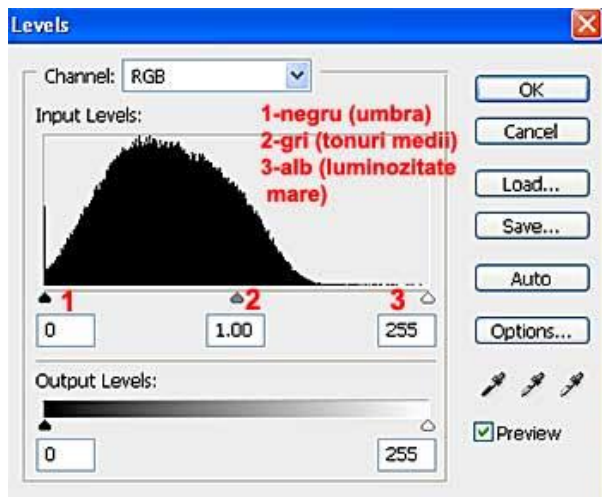 Levels
Channel: RGB
OK
Input Levels:
1-negru (umbra)
2-gri (tonuri medii)
3-alb (luminozitate
mare)
Cancel
Load...
Save...
Auto
1 2 3
0 1.00 255
Options...
Output Levels:
Preview
0 255